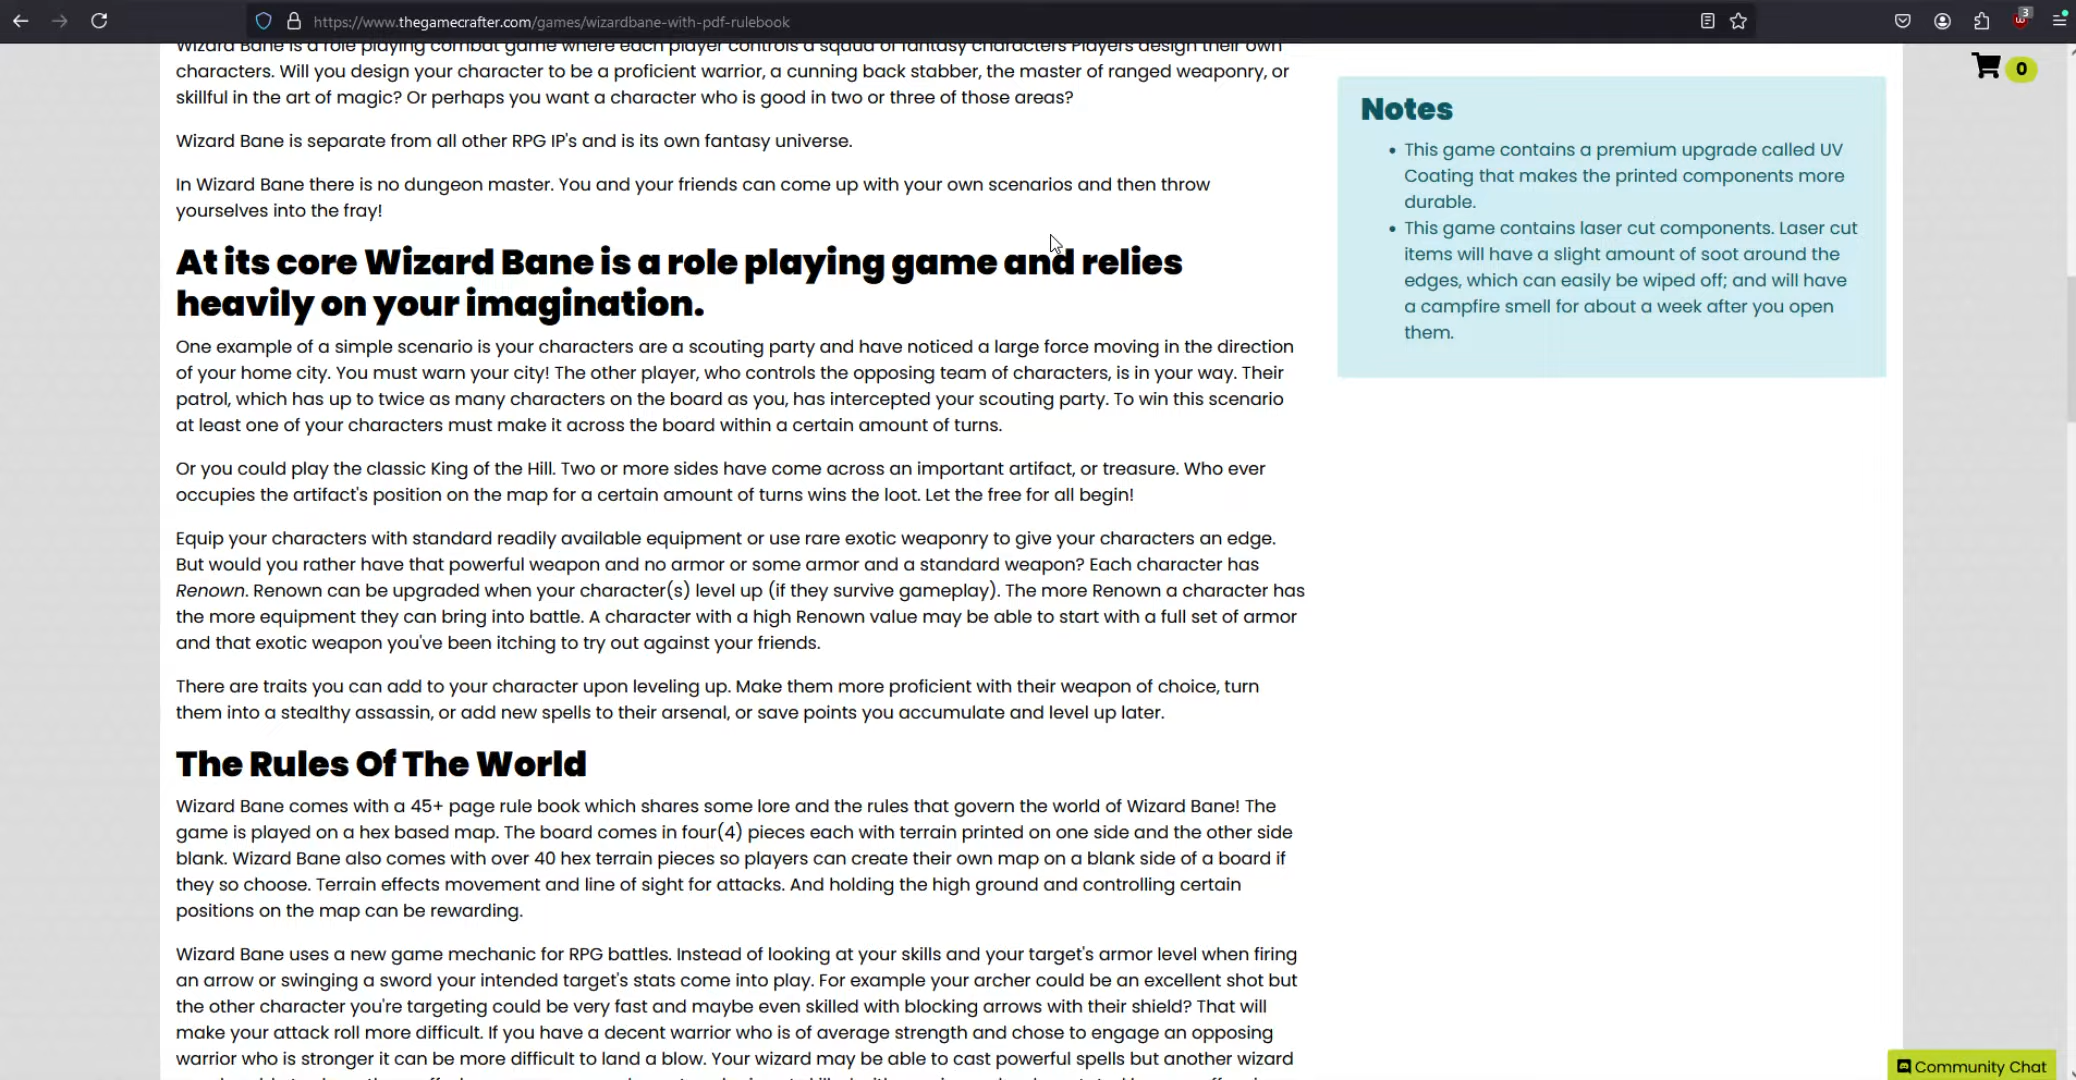 https://www.thegamecrafter.com/games/wizardbane-with-pdf-rulebook
3
0
Wizard Bane is a role playing combat game where each player controls a squad of fantasy characters Players design their own
characters. Will you design your character to be a proficient warrior, a cunning back stabber, the master of ranged weaponry, or
skillful in the art of magic? Or perhaps you want a character who is good in two or three of those areas?
Wizard Bane is separate from all other RPG IP's and is its own fantasy universe.
In Wizard Bane there is no dungeon master. You and your friends can come up with your own scenarios and then throw
yourselves into the fray!
At its core Wizard Bane is a role playing game and relies
heavily on your imagination.
One example of a simple scenario is your characters are a scouting party and have noticed a large force moving in the direction
of your home city. You must warn your city! The other player, who controls the opposing team of characters, is in your way. Their
patrol, which has up to twice as many characters on the board as you, has intercepted your scouting party. To win this scenario
at least one of your characters must make it across the board within a certain amount of turns.
Or you could play the classic King of the Hill. Two or more sides have come across an important artifact, or treasure. Who ever
occupies the artifact's position on the map for a certain amount of turns wins the loot. Let the free for all begin!
Equip your characters with standard readily available equipment or use rare exotic weaponry to give your characters an edge.
But would you rather have that powerful weapon and no armor or some armor and a standard weapon? Each character has
Renown. Renown can be upgraded when your character(s) level up (if they survive gameplay). The more Renown a character has
the more equipment they can bring into battle. A character with a high Renown value may be able to start with a full set of armor
and that exotic weapon you've been itching to try out against your friends.
There are traits you can add to your character upon leveling up. Make them more proficient with their weapon of choice, turn
them into a stealthy assassin, or add new spells to their arsenal, or save points you accumulate and level up later.
The Rules Of The World
Wizard Bane comes with a 45+ page rule book which shares some lore and the rules that govern the world of Wizard Bane! The
game is played on a hex based map. The board comes in four(4) pieces each with terrain printed on one side and the other side
blank. Wizard Bane also comes with over 40 hex terrain pieces so players can create their own map on a blank side of a board if
they so choose. Terrain effects movement and line of sight for attacks. And holding the high ground and controlling certain
positions on the map can be rewarding.
Wizard Bane uses a new game mechanic for RPG battles. Instead of looking at your skills and your target's armor level when firing
an arrow or swinging a sword your intended target's stats come into play. For example your archer could be an excellent shot but
the other character you're targeting could be very fast and maybe even skilled with blocking arrows with their shield? That will
make your attack roll more difficult. If you have a decent warrior who is of average strength and chose to engage an opposing
warrior who is stronger it can be more difficult to land a blow. Your wizard may be able to cast powerful spells but another wizard
Notes
• This game contains a premium upgrade called UV
Coating that makes the printed components more
durable.
• This game contains laser cut components. Laser cut
items will have a slight amount of soot around the
edges, which can easily be wiped off; and will have
a campfire smell for about a week after you open
them.
Community Chat